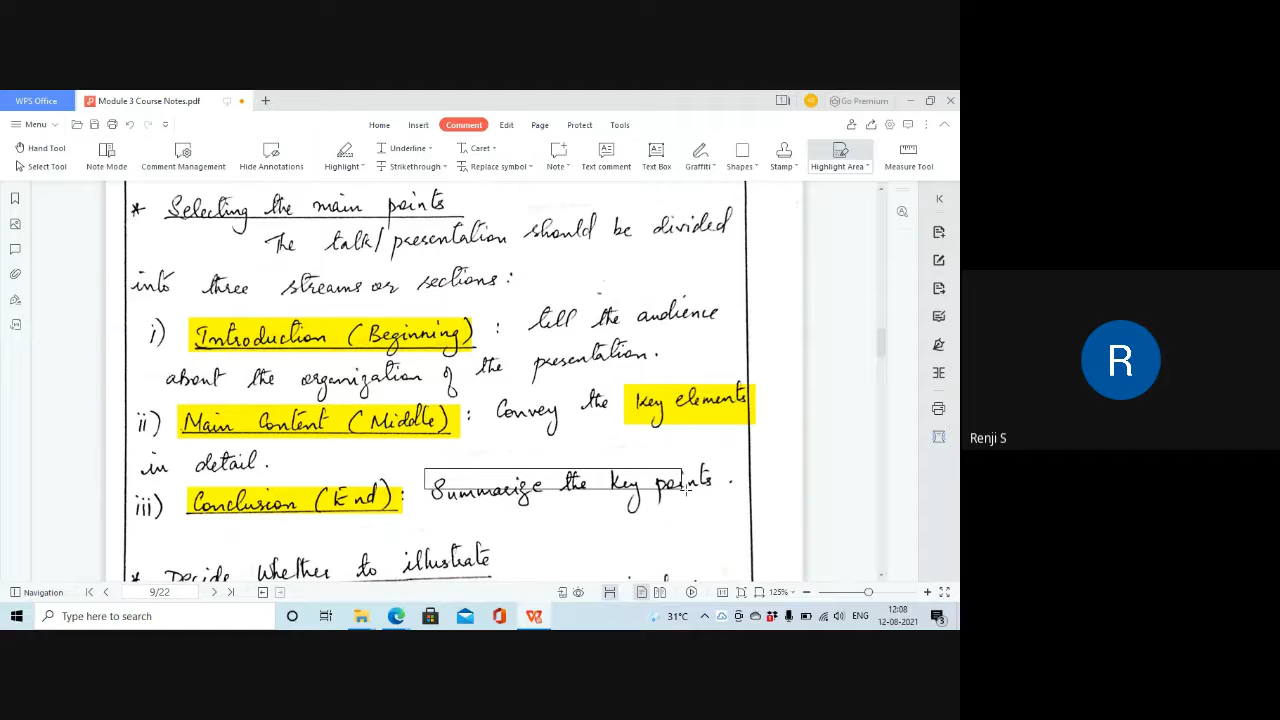 WPS Office
Module 3 Course Notes.pdf
Go Premium
Menu
Home
Insert
Comment
Edit
Page
Protect
Tools
Hand Tool
Select Tool
Note Mode
Comment Management
Hide Annotations
Highlight
Underline
Strikethrough
Caret
Replace symbol
Note
Text comment
Text Box
Graffiti
Shapes
Stamp
Highlight Area
Measure Tool
* Selecting the main points
The talk/presentation should be divided
into three streams or sections:
i) Introduction (Beginning) : tell the audience
about the organization of the presentation.
ii) Main Content (Middle) : Convey the key elements
in detail.
iii) Conclusion (End): Summarize the key points.
* Decide whether to illustrate
Navigation
9/22
125%
Type here to search
31°C
ENG
12:08
12-08-2021
3
R
Renji S